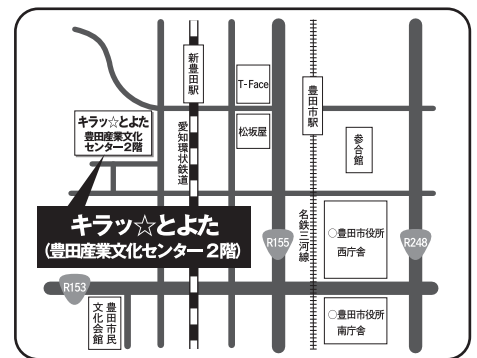 新豊田駅
T-Face
豊田市駅
キラッ☆とよた
豊田産業文化
センター2階
愛知環状鉄道
松坂屋
参合館
キラッ☆とよた
(豊田産業文化センター2階)
名鉄三河線
○豊田市役所
西庁舎
R155
R248
R153
豊田市民
文化会館
○豊田市役所
南庁舎